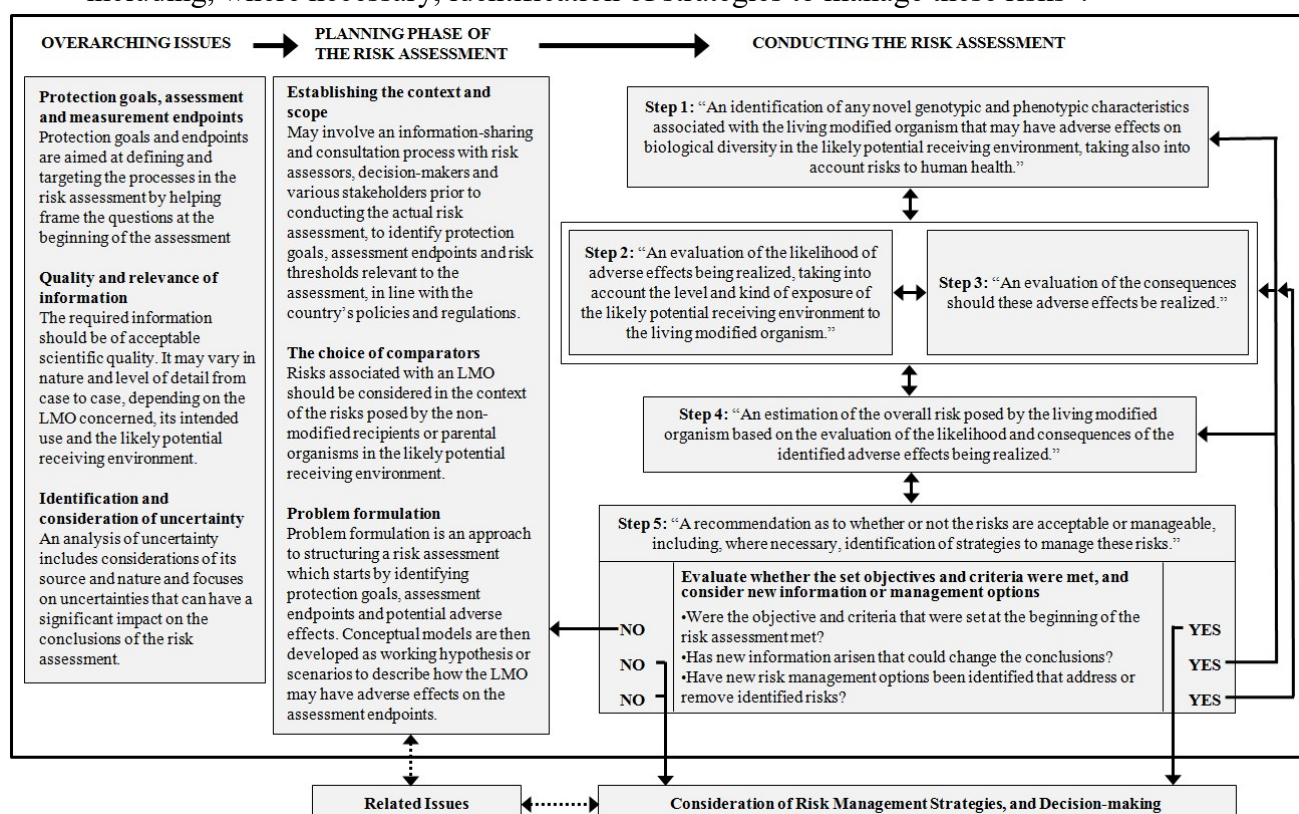 including, where necessary, identification of strategies to manage these risks”.
OVERARCHING ISSUES
PLANNING PHASE OF
THE RISK ASSESSMENT
CONDUCTING THE RISK ASSESSMENT
Protection goals, assessment
and measurement endpoints
Protection goals and endpoints
are aimed at defining and
targeting the processes in the
risk assessment by helping
frame the questions at the
beginning of the assessment
Quality and relevance of
information
The required information
should be of acceptable
scientific quality. It may vary in
nature and level of detail from
case to case, depending on the
LMO concerned, its intended
use and the likely potential
receiving environment.
Identification and
consideration of uncertainty
An analysis of uncertainty
includes considerations of its
source and nature and focuses
on uncertainties that can have a
significant impact on the
conclusions of the risk
assessment.
Establishing the context and
scope
May involve an information-sharing
and consultation process with risk
assessors, decision-makers and
various stakeholders prior to
conducting the actual risk
assessment, to identify protection
goals, assessment endpoints and risk
thresholds relevant to the
assessment, in line with the
country’s policies and regulations.
The choice of comparators
Risks associated with an LMO
should be considered in the context
of the risks posed by the non-
modified recipients or parental
organisms in the likely potential
receiving environment.
Problem formulation
Problem formulation is an approach
to structuring a risk assessment
which starts by identifying
protection goals, assessment
endpoints and potential adverse
effects. Conceptual models are then
developed as working hypothesis or
scenarios to describe how the LMO
may have adverse effects on the
assessment endpoints.
Step 1: “An identification of any novel genotypic and phenotypic characteristics
associated with the living modified organism that may have adverse effects on
biological diversity in the likely potential receiving environment, taking also into
account risks to human health.”
Step 2: “An evaluation of the likelihood of
adverse effects being realized, taking into
account the level and kind of exposure of
the likely potential receiving environment to
the living modified organism.”
Step 3: “An evaluation of the consequences
should these adverse effects be realized.”
Step 4: “An estimation of the overall risk posed by the living modified
organism based on the evaluation of the likelihood and consequences of the
identified adverse effects being realized.”
Step 5: “A recommendation as to whether or not the risks are acceptable or manageable,
including, where necessary, identification of strategies to manage these risks.”
Evaluate whether the set objectives and criteria were met, and
consider new information or management options
NO
•Were the objective and criteria that were set at the beginning of the
risk assessment met?
YES
NO
•Has new information arisen that could change the conclusions?
YES
NO
•Have new risk management options been identified that address or
remove identified risks?
YES
Related Issues
Consideration of Risk Management Strategies, and Decision-making